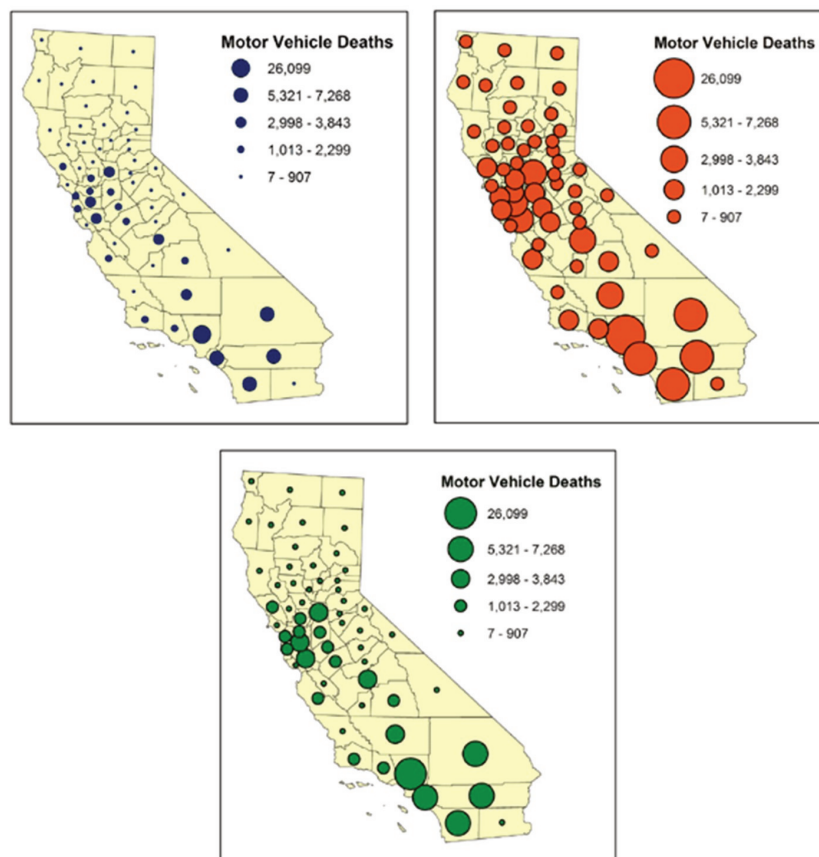 Motor Vehicle Deaths
26,099
5,321 - 7,268
2,998 - 3,843
1,013 - 2,299
7 - 907
Motor Vehicle Deaths
26,099
5,321 - 7,268
2,998 - 3,843
1,013 - 2,299
7 - 907
Motor Vehicle Deaths
26,099
5,321 - 7,268
2,998 - 3,843
1,013 - 2,299
7 - 907